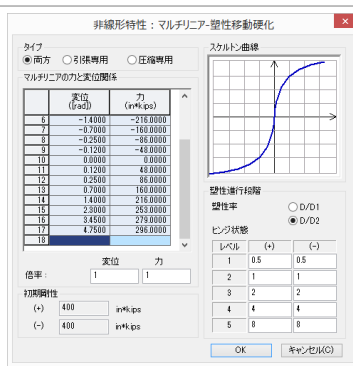 非線形特性：マルチリニア-塑性移動硬化
タイプ
両方 引張専用 圧縮専用
マルチリニアの力と変位関係
変位 ([rad]) 力 (in*kips)
6 -1.4000 -216.0000
7 -0.7000 -160.0000
8 -0.2500 -86.0000
9 -0.1200 -48.0000
10 0.0000 0.0000
11 0.1200 48.0000
12 0.2500 86.0000
13 0.7000 160.0000
14 1.4000 216.0000
15 2.3000 253.0000
16 3.4500 279.0000
17 4.7500 296.0000
18
変位 力
倍率： 1 1
初期剛性
(+) 400 in*kips
(-) 400 in*kips
スケルトン曲線
塑性進行段階
塑性率 D/D1
D/D2
ヒンジ状態
レベル (+) (-)
1 0.5 0.5
2 1 1
3 2 2
4 4 4
5 8 8
OK キャンセル(C)